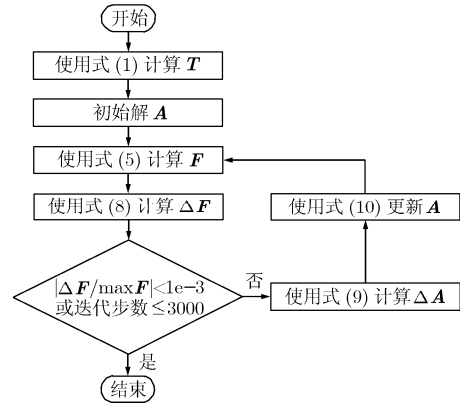 开始
使用式 (1) 计算 T
初始解 A
使用式 (5) 计算 F
使用式 (8) 计算 ΔF
使用式 (10) 更新 A
|ΔF/maxF|<1e−3
或迭代步数≤3000
否
使用式 (9) 计算 ΔA
是
结束